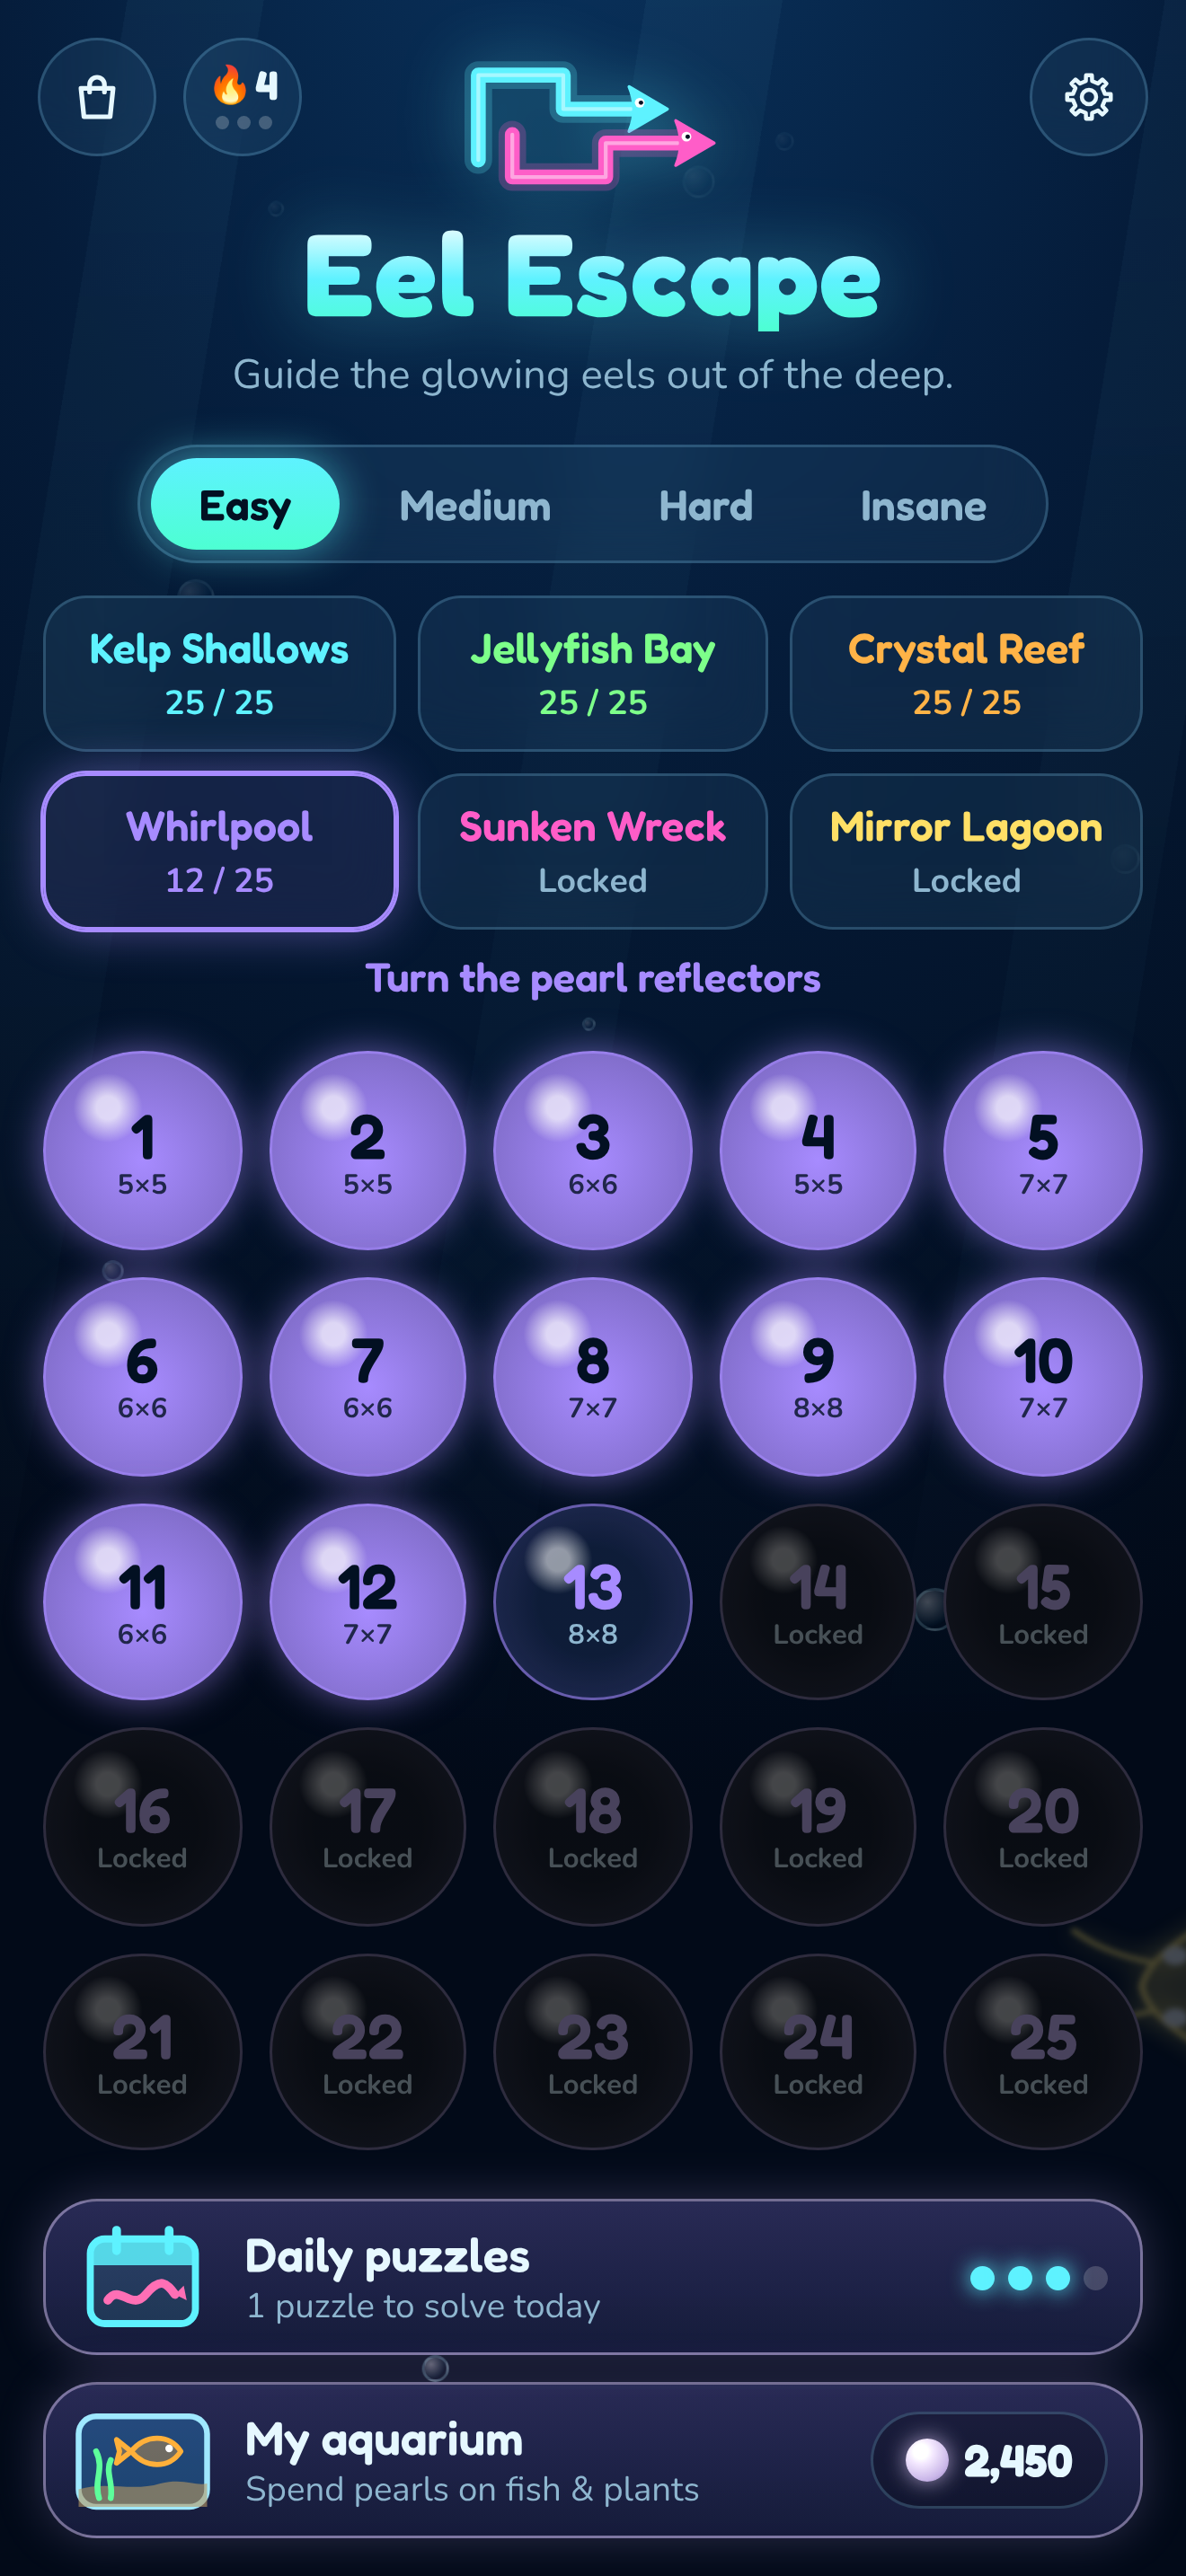 4
Eel Escape
Guide the glowing eels out of the deep.
Easy Medium Hard Insane
Kelp Shallows Jellyfish Bay Crystal Reef
25 / 25 25 / 25 25 / 25
Whirlpool Sunken Wreck Mirror Lagoon
12 / 25 Locked Locked
Turn the pearl reflectors
1 2 3 4 5
5×5 5×5 6×6 5×5 7×7
6 7 8 9 10
6×6 6×6 7×7 8×8 7×7
11 12 13 14 15
6×6 7×7 8×8 Locked Locked
16 17 18 19 20
Locked Locked Locked Locked Locked
21 22 23 24 25
Locked Locked Locked Locked Locked
Daily puzzles
1 puzzle to solve today
My aquarium
Spend pearls on fish & plants
2,450